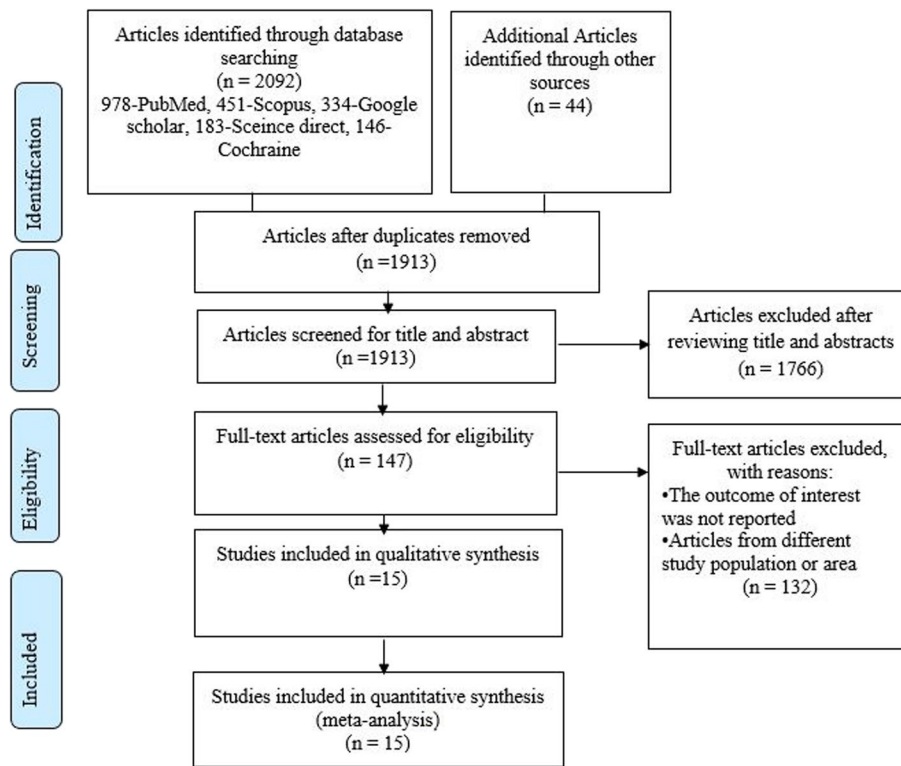 Articles identified through database
searching
(n = 2092)
978-PubMed, 451-Scopus, 334-Google
scholar, 183-Sceince direct, 146-
Cochraine
Additional Articles
identified through other
sources
(n = 44)
Identification
Articles after duplicates removed
(n =1913)
Screening
Articles screened for title and abstract
(n =1913)
Articles excluded after
reviewing title and abstracts
(n = 1766)
Eligibility
Full-text articles assessed for eligibility
(n = 147)
Full-text articles excluded,
with reasons:
•The outcome of interest
was not reported
•Articles from different
study population or area
(n = 132)
Studies included in qualitative synthesis
(n =15)
Included
Studies included in quantitative synthesis
(meta-analysis)
(n = 15)